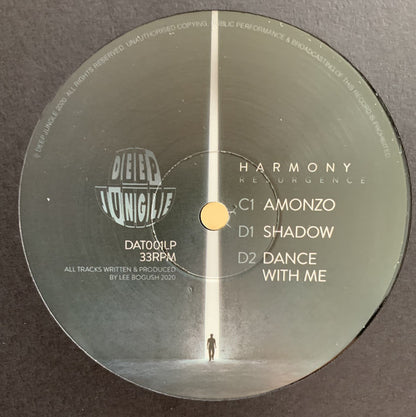 ℗ DEEP JUNGLE 2020. ALL RIGHTS RESERVED. UNAUTHORISED COPYING, PUBLIC PERFORMANCE & BROADCASTING OF THIS RECORD IS PROHIBITED
DEEP
JUNGLE
DAT001LP
33RPM
ALL TRACKS WRITTEN & PRODUCED
BY LEE BOGUSH 2020
HARMONY
RESURGENCE
C1 AMONZO
D1 SHADOW
D2 DANCE
WITH ME